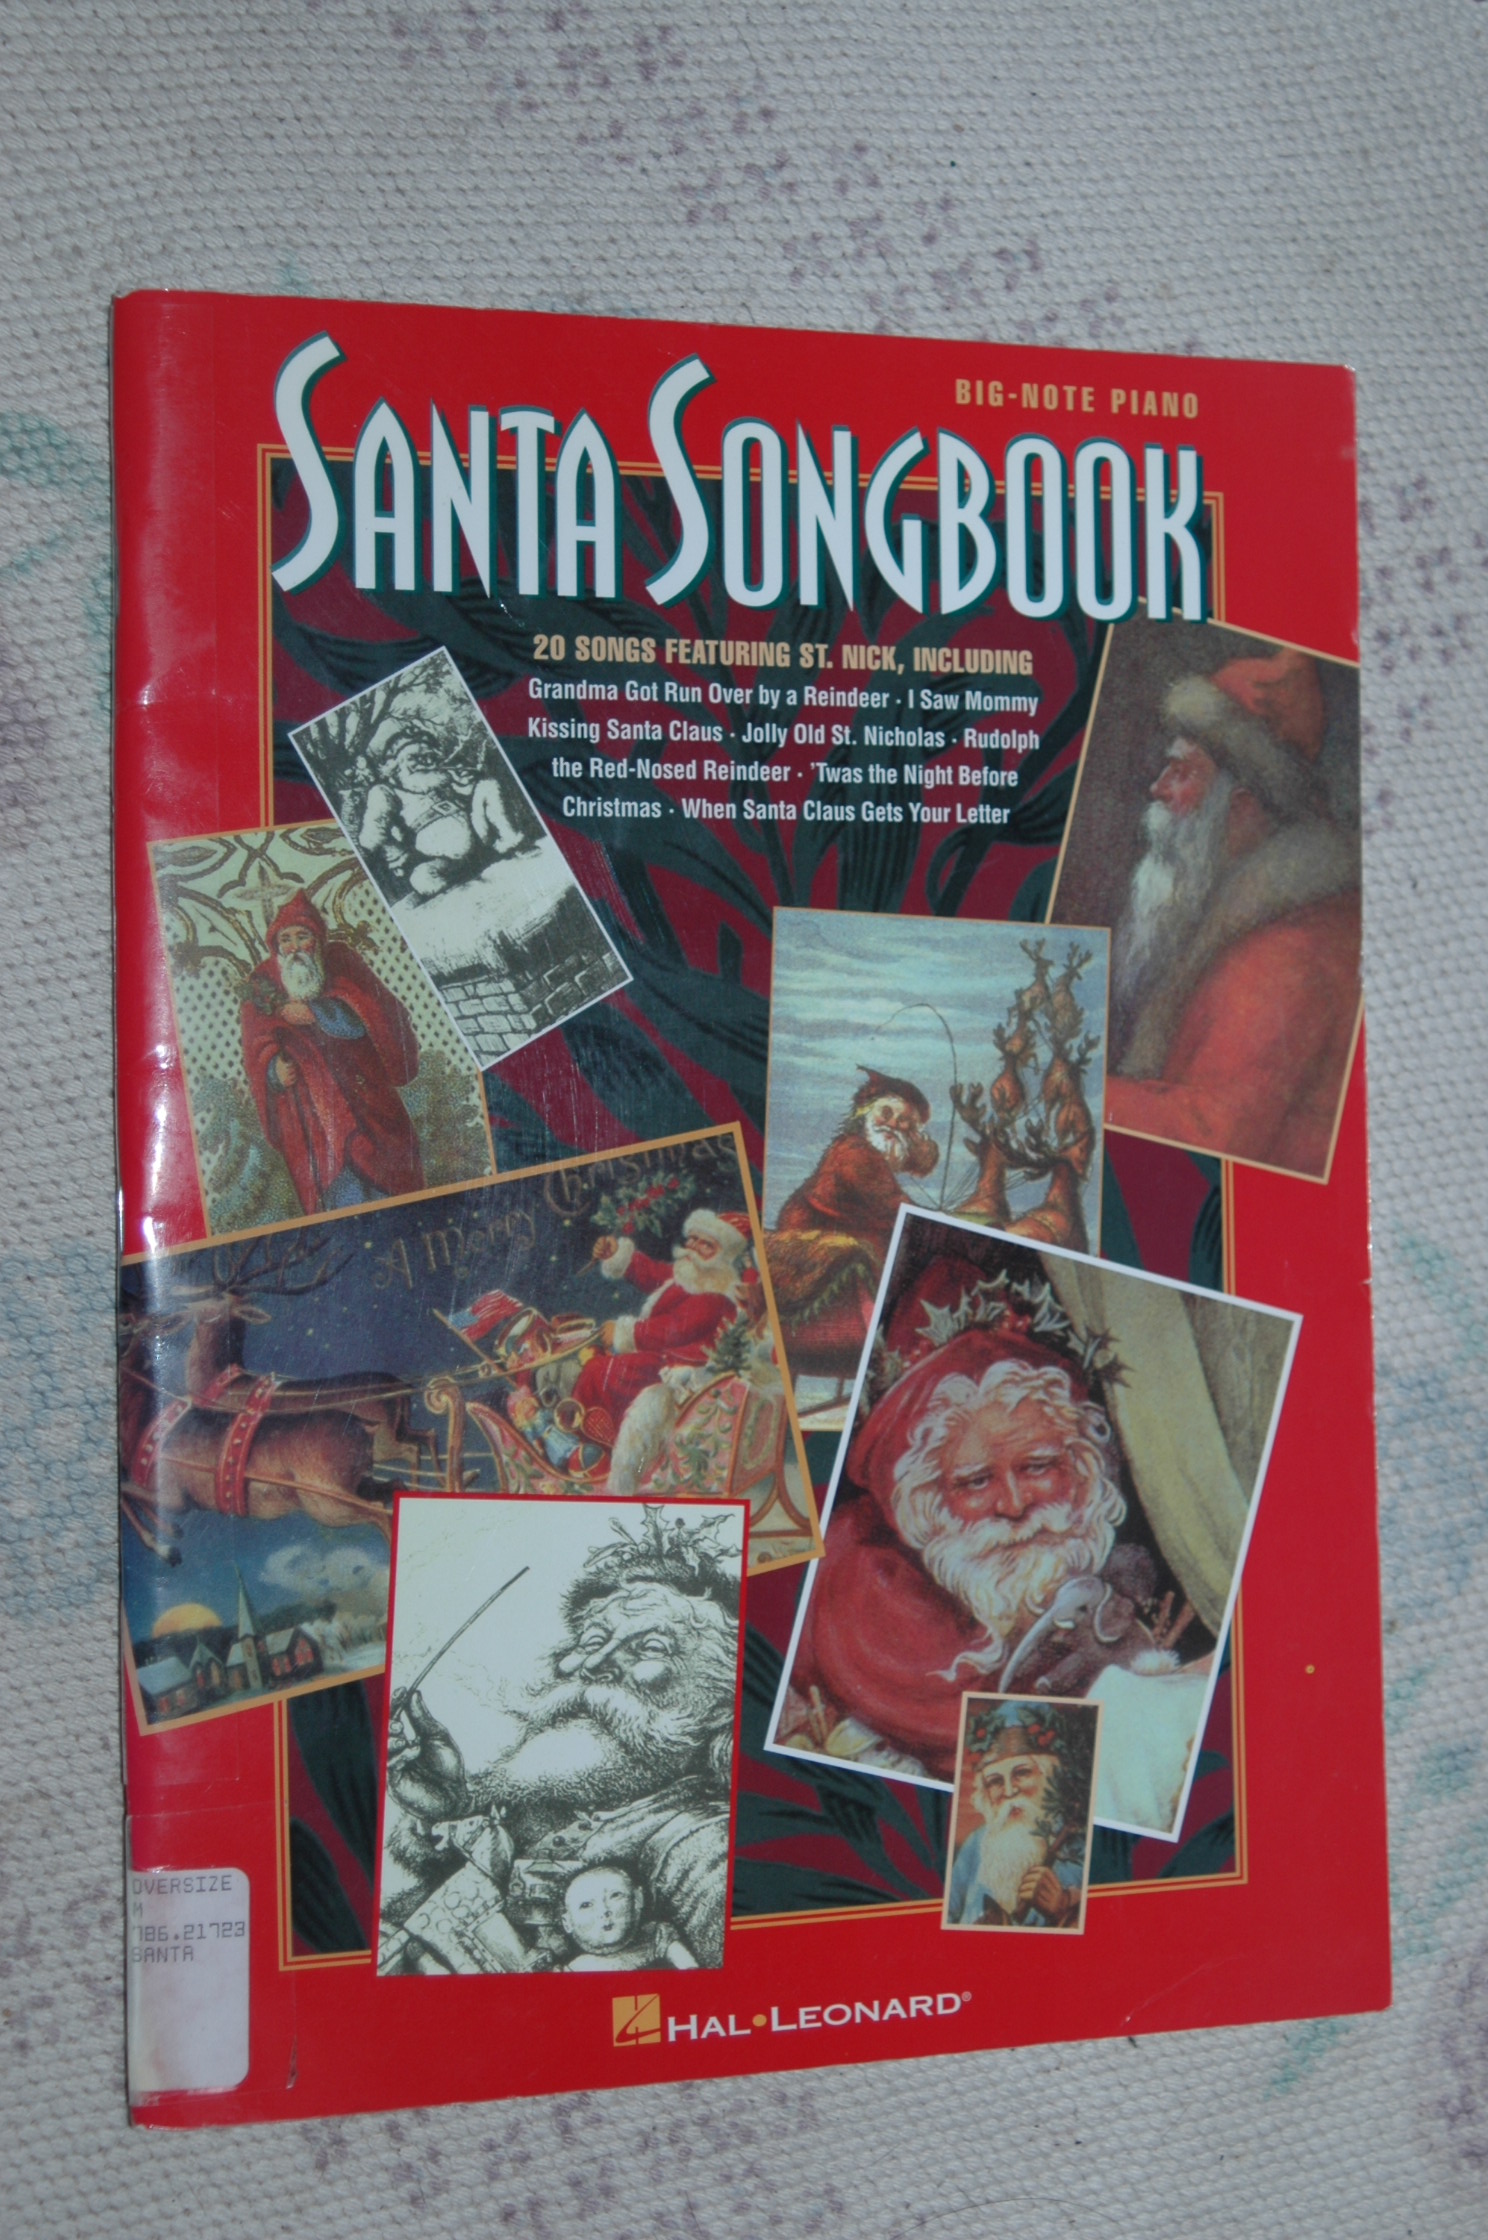 BIG-NOTE PIANO
SANTA SONGBOOK
20 SONGS FEATURING ST. NICK, INCLUDING
Grandma Got Run Over by a Reindeer · I Saw Mommy
Kissing Santa Claus · Jolly Old St. Nicholas · Rudolph
the Red-Nosed Reindeer · 'Twas the Night Before
Christmas · When Santa Claus Gets Your Letter
A Merry Christmas
OVERSIZE
M
786.21723
SANTA
HAL•LEONARD®